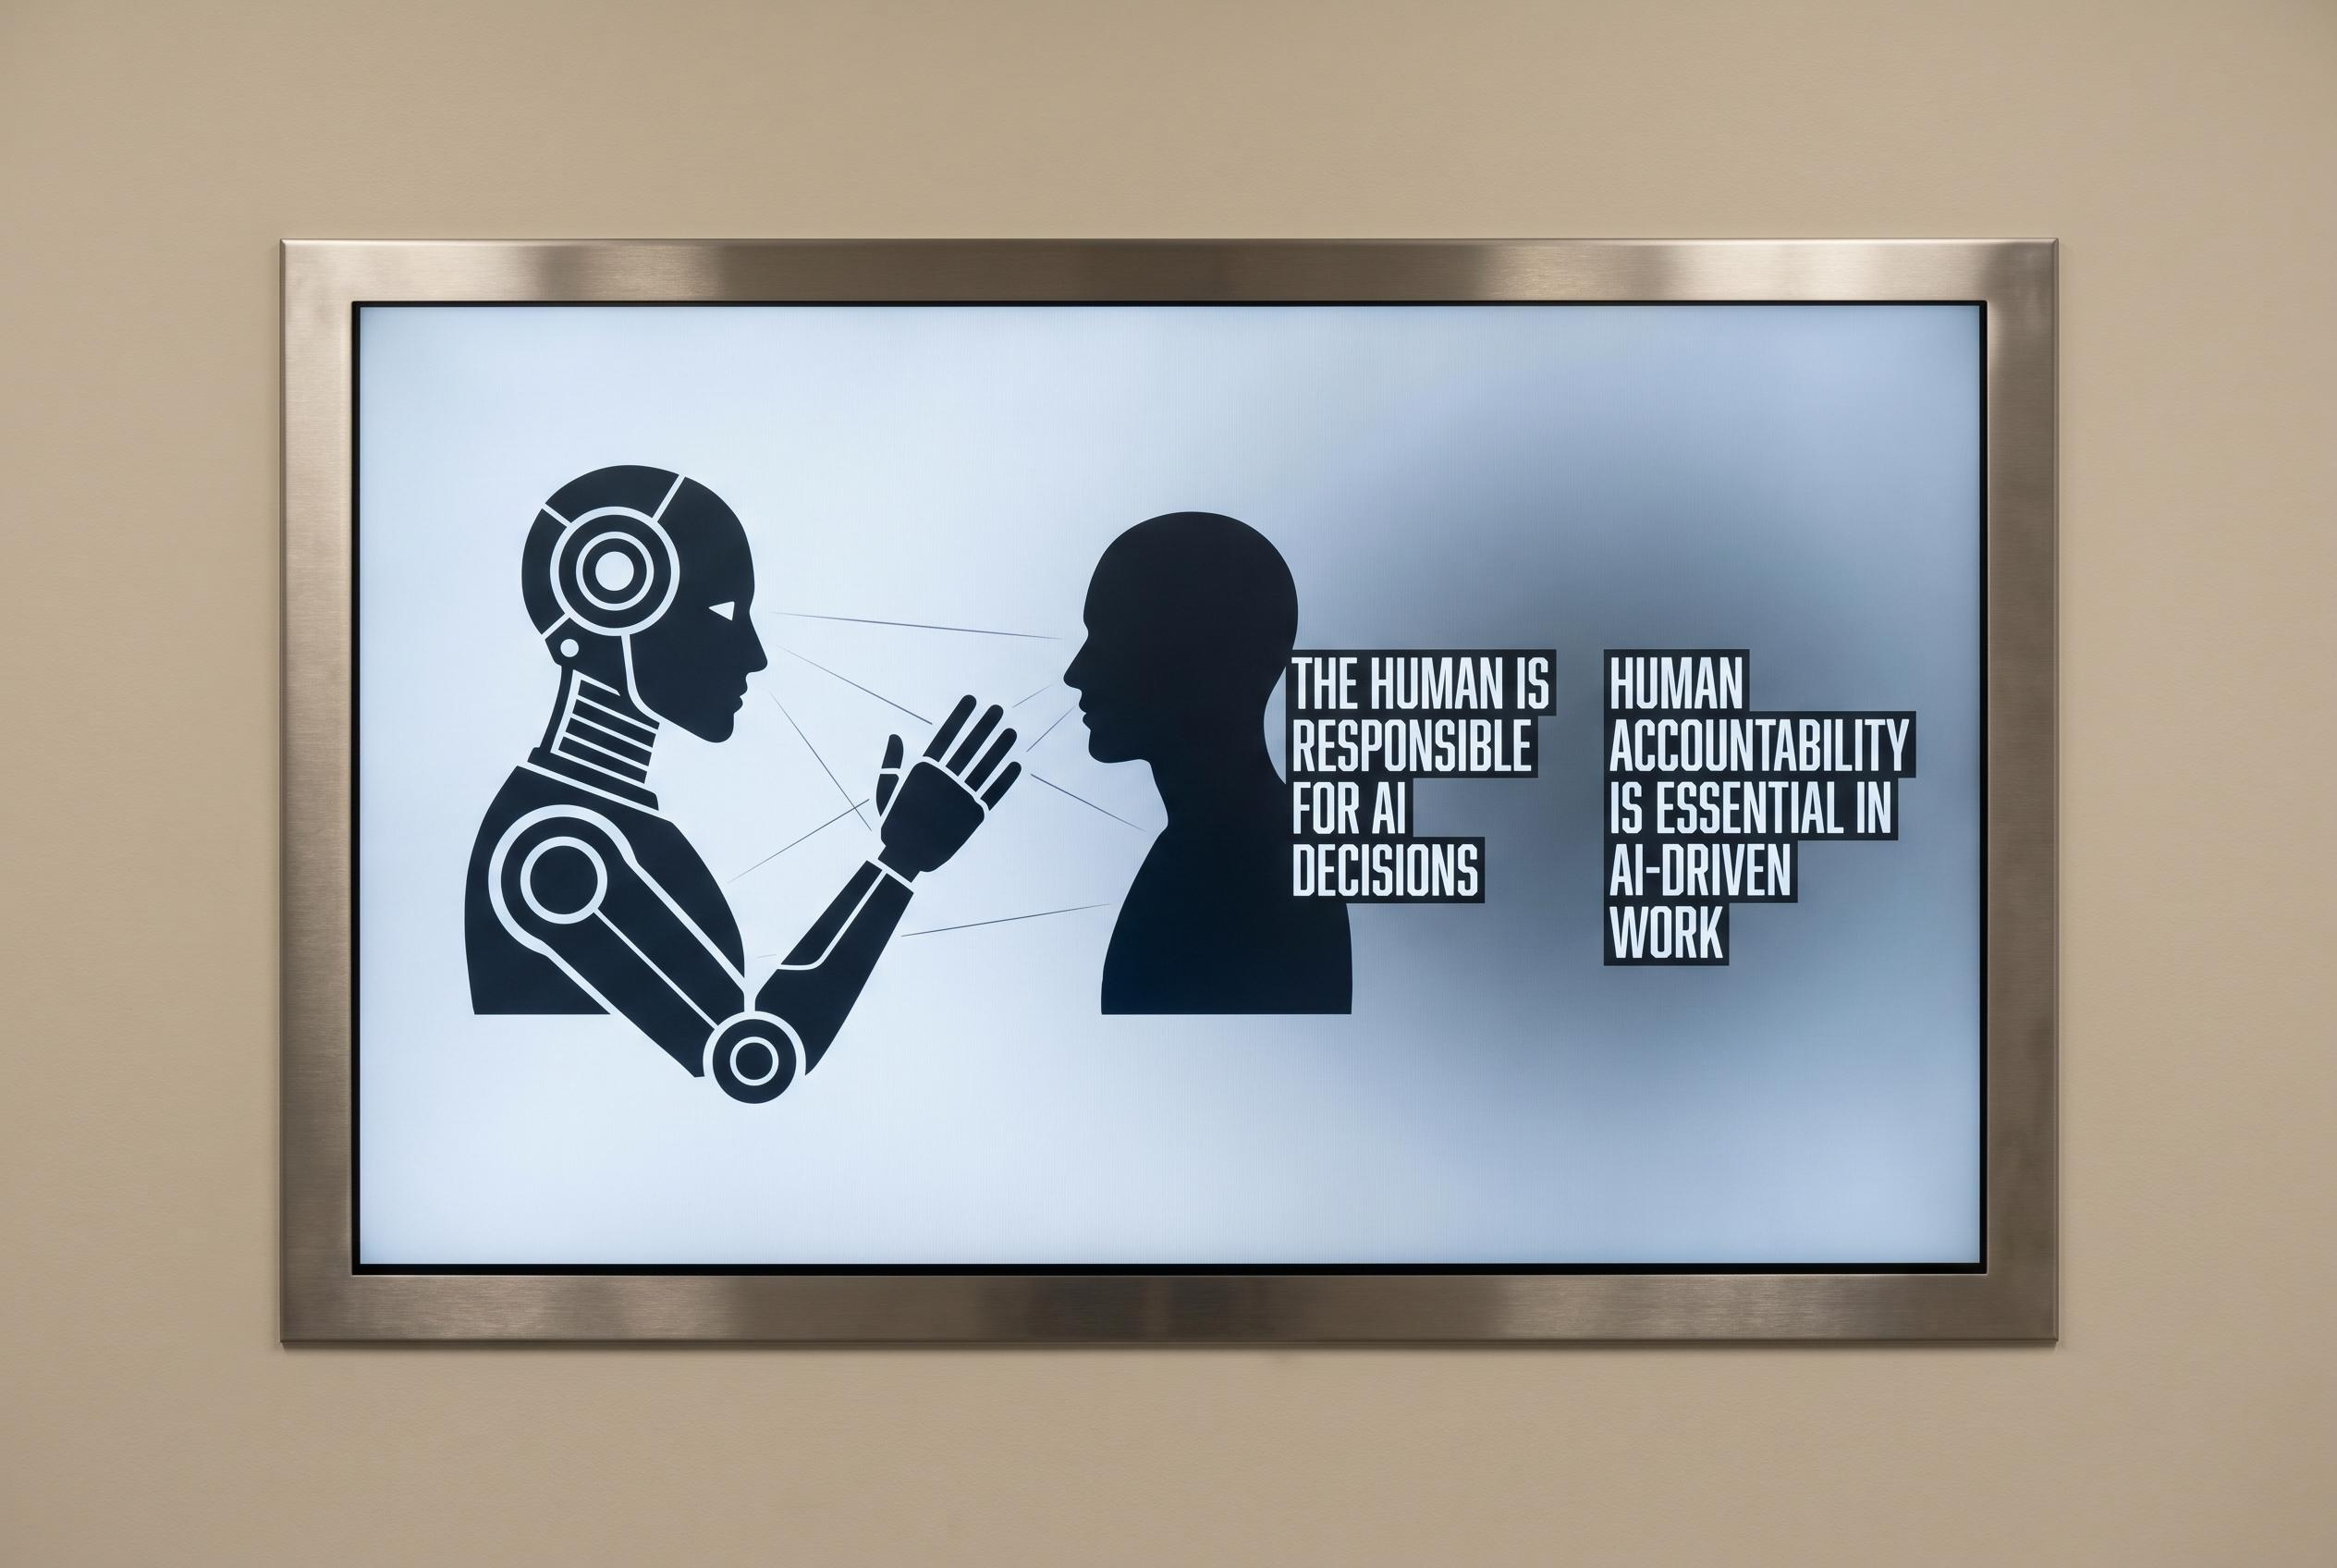 THE HUMAN IS
RESPONSIBLE
FOR AI
DECISIONS
HUMAN
ACCOUNTABILITY
IS ESSENTIAL IN
AI-DRIVEN
WORK